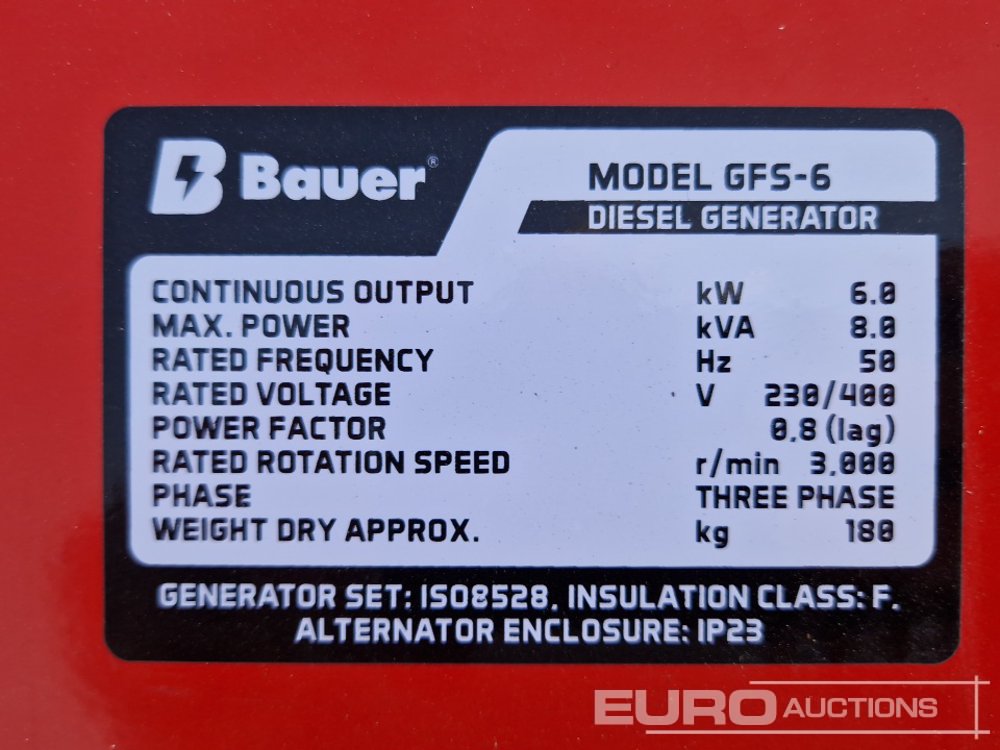 Bauer®
MODEL GFS-6
DIESEL GENERATOR
CONTINUOUS OUTPUT kW 6.0
MAX. POWER kVA 8.0
RATED FREQUENCY Hz 50
RATED VOLTAGE V 230/400
POWER FACTOR 0.8 (lag)
RATED ROTATION SPEED r/min 3,000
PHASE THREE PHASE
WEIGHT DRY APPROX. kg 180
GENERATOR SET: ISO8528. INSULATION CLASS: F.
ALTERNATOR ENCLOSURE: IP23
EURO AUCTIONS